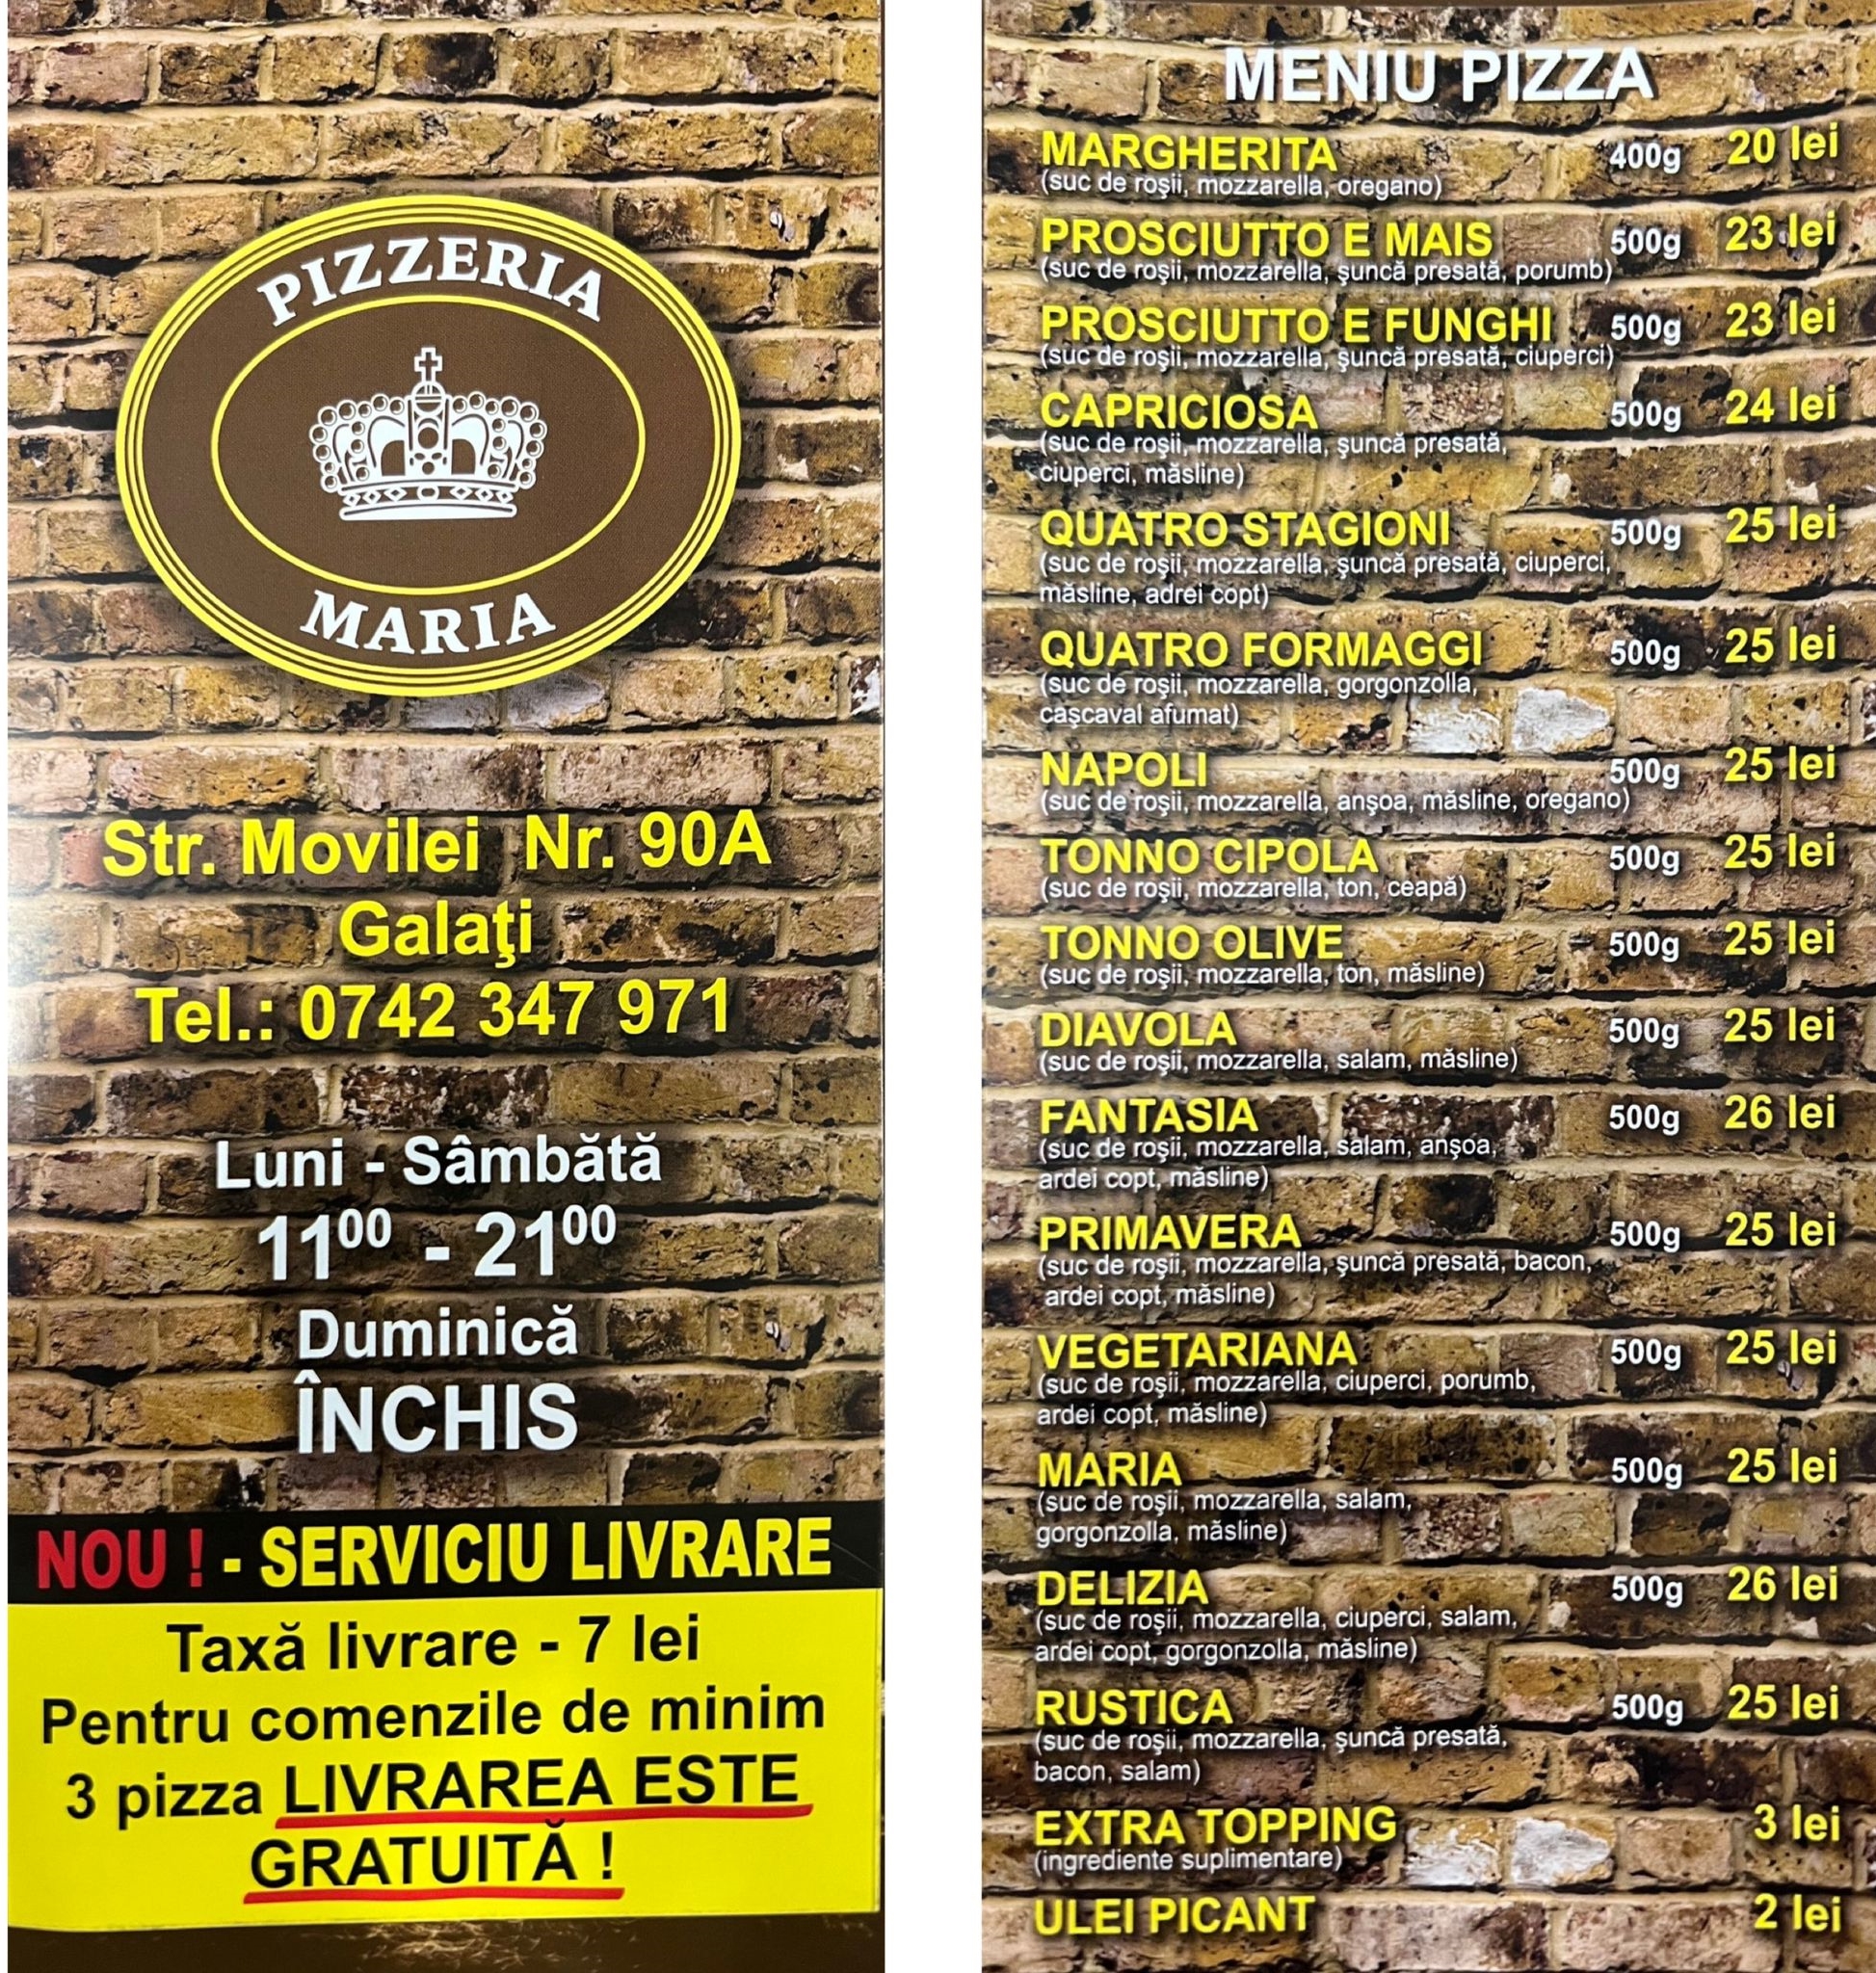 PIZZERIA
MARIA
Str. Movilei Nr. 90A
Galaţi
Tel.: 0742 347 971
Luni - Sâmbătă
11⁰⁰ - 21⁰⁰
Duminică
ÎNCHIS
NOU ! - SERVICIU LIVRARE
Taxă livrare - 7 lei
Pentru comenzile de minim
3 pizza LIVRAREA ESTE
GRATUITĂ !
MENIU PIZZA
MARGHERITA 400g 20 lei
(suc de roşii, mozzarella, oregano)
PROSCIUTTO E MAIS 500g 23 lei
(suc de roşii, mozzarella, şuncă presată, porumb)
PROSCIUTTO E FUNGHI 500g 23 lei
(suc de roşii, mozzarella, şuncă presată, ciuperci)
CAPRICIOSA 500g 24 lei
(suc de roşii, mozzarella, şuncă presată,
ciuperci, măsline)
QUATRO STAGIONI 500g 25 lei
(suc de roşii, mozzarella, şuncă presată, ciuperci,
măsline, adrei copt)
QUATRO FORMAGGI 500g 25 lei
(suc de roşii, mozzarella, gorgonzolla,
caşcaval afumat)
NAPOLI 500g 25 lei
(suc de roşii, mozzarella, anşoa, măsline, oregano)
TONNO CIPOLA 500g 25 lei
(suc de roşii, mozzarella, ton, ceapă)
TONNO OLIVE 500g 25 lei
(suc de roşii, mozzarella, ton, măsline)
DIAVOLA 500g 25 lei
(suc de roşii, mozzarella, salam, măsline)
FANTASIA 500g 26 lei
(suc de roşii, mozzarella, salam, anşoa,
ardei copt, măsline)
PRIMAVERA 500g 25 lei
(suc de roşii, mozzarella, şuncă presată, bacon,
ardei copt, măsline)
VEGETARIANA 500g 25 lei
(suc de roşii, mozzarella, ciuperci, porumb,
ardei copt, măsline)
MARIA 500g 25 lei
(suc de roşii, mozzarella, salam,
gorgonzolla, măsline)
DELIZIA 500g 26 lei
(suc de roşii, mozzarella, ciuperci, salam,
ardei copt, gorgonzolla, măsline)
RUSTICA 500g 25 lei
(suc de roşii, mozzarella, şuncă presată,
bacon, salam)
EXTRA TOPPING 3 lei
(ingrediente suplimentare)
ULEI PICANT 2 lei